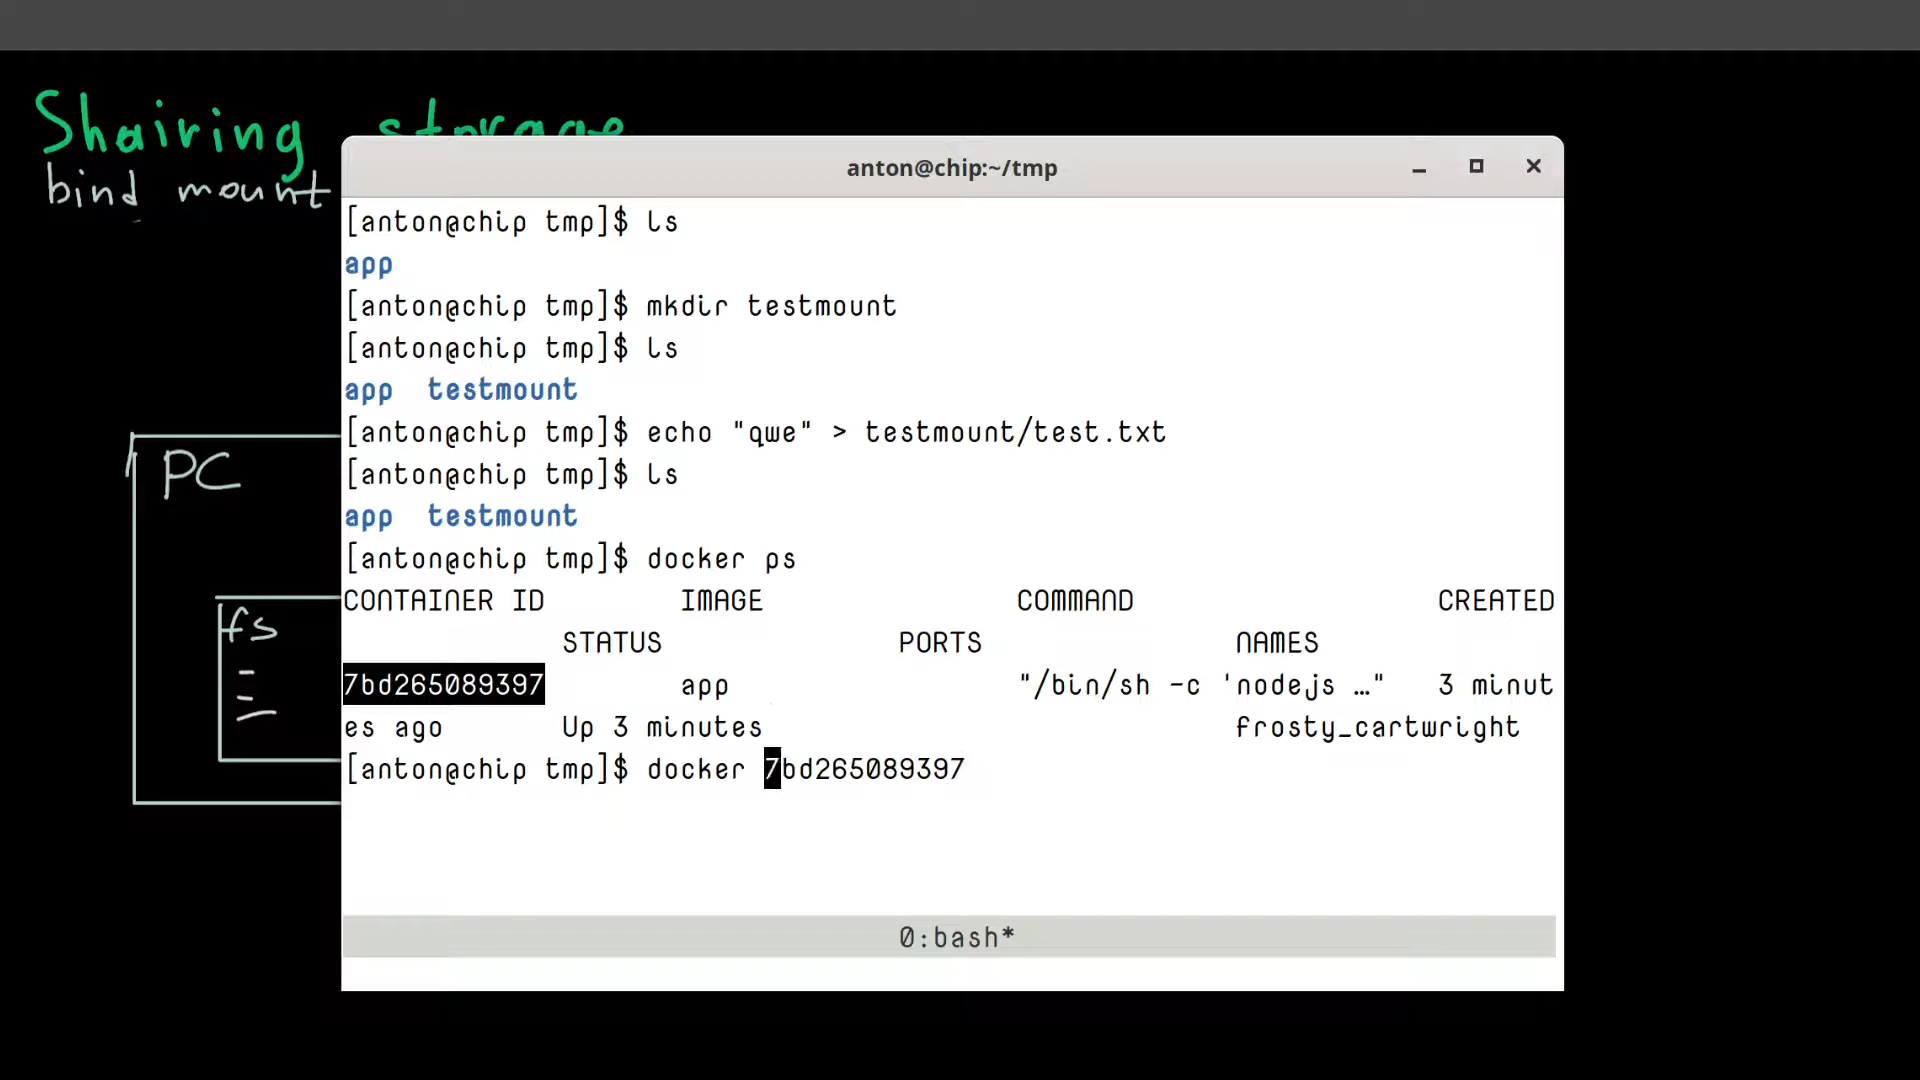 Shairing storage
bind mount
anton@chip:~/tmp
[anton@chip tmp]$ ls
app
[anton@chip tmp]$ mkdir testmount
[anton@chip tmp]$ ls
app  testmount
[anton@chip tmp]$ echo "qwe" > testmount/test.txt
[anton@chip tmp]$ ls
app  testmount
[anton@chip tmp]$ docker ps
CONTAINER ID        IMAGE               COMMAND                  CREATED
STATUS              PORTS               NAMES
7bd265089397        app                 "/bin/sh -c 'nodejs …"   3 minut
es ago       Up 3 minutes                            frosty_cartwright
[anton@chip tmp]$ docker 7bd265089397
0:bash*
PC
fs